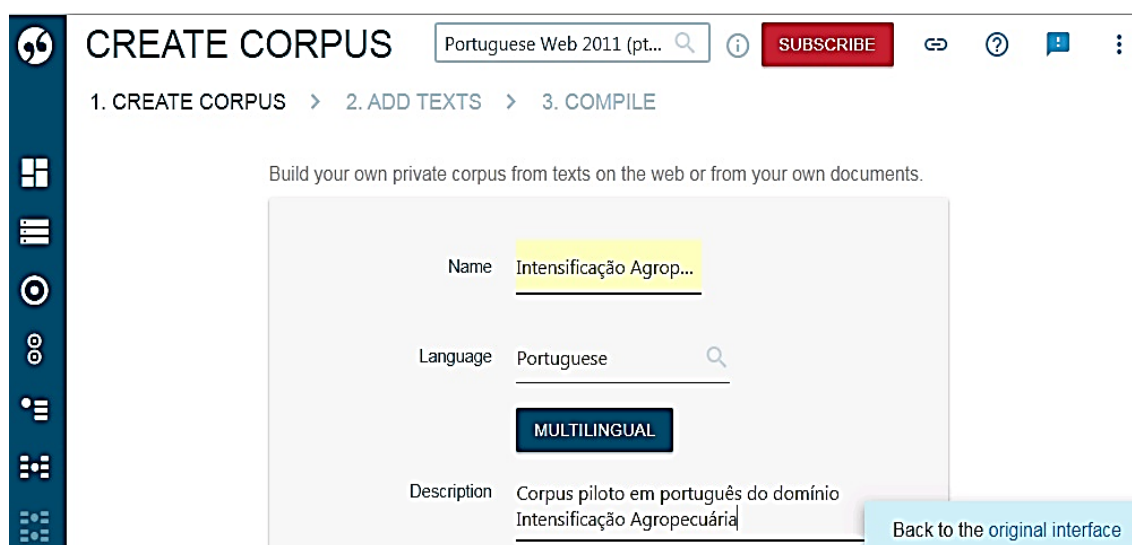 CREATE CORPUS
Portuguese Web 2011 (pt...
SUBSCRIBE
1. CREATE CORPUS > 2. ADD TEXTS > 3. COMPILE
Build your own private corpus from texts on the web or from your own documents.
Name Intensificação Agrop...
Language Portuguese
MULTILINGUAL
Description Corpus piloto em português do domínio
Intensificação Agropecuária
Back to the original interface